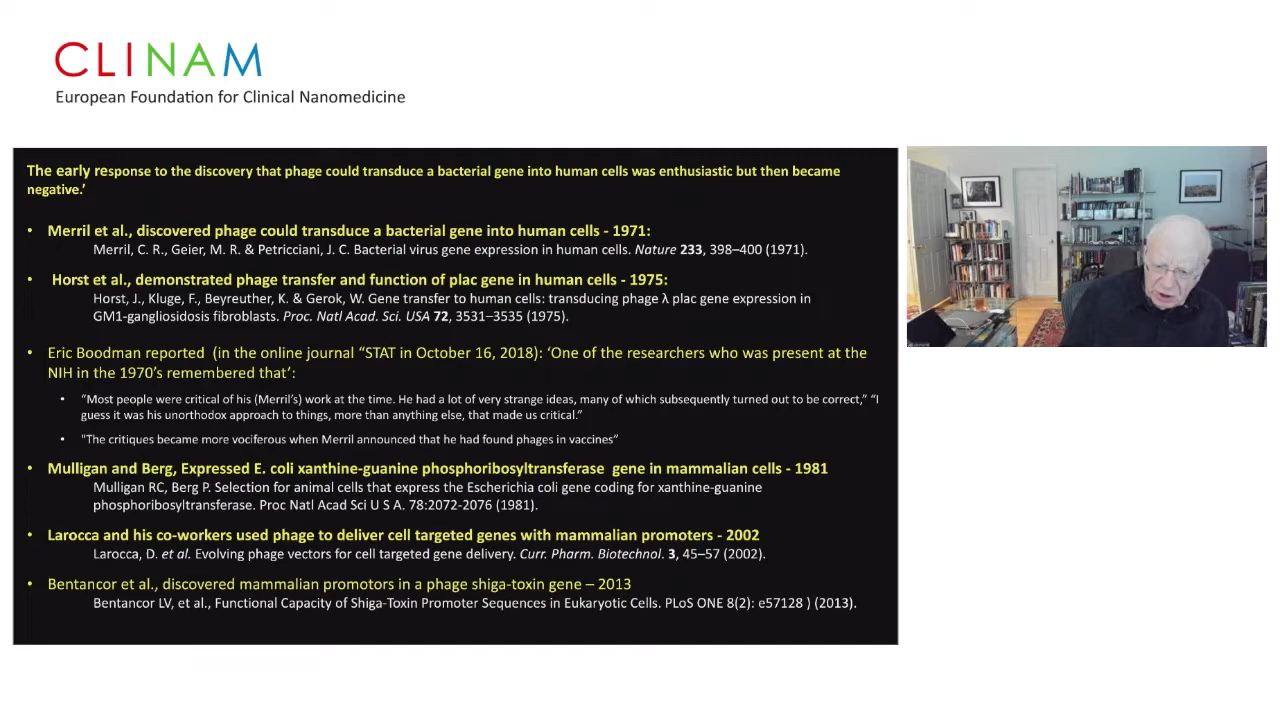 CLINAM
European Foundation for Clinical Nanomedicine
The early response to the discovery that phage could transduce a bacterial gene into human cells was enthusiastic but then became
negative.’
• Merril et al., discovered phage could transduce a bacterial gene into human cells - 1971:
Merril, C. R., Geier, M. R. & Petricciani, J. C. Bacterial virus gene expression in human cells. Nature 233, 398–400 (1971).
• Horst et al., demonstrated phage transfer and function of plac gene in human cells - 1975:
Horst, J., Kluge, F., Beyreuther, K. & Gerok, W. Gene transfer to human cells: transducing phage λ plac gene expression in
GM1-gangliosidosis fibroblasts. Proc. Natl Acad. Sci. USA 72, 3531–3535 (1975).
• Eric Boodman reported (in the online journal “STAT in October 16, 2018): ‘One of the researchers who was present at the
NIH in the 1970’s remembered that’:
• “Most people were critical of his (Merril’s) work at the time. He had a lot of very strange ideas, many of which subsequently turned out to be correct,” “I
guess it was his unorthodox approach to things, more than anything else, that made us critical.”
• "The critiques became more vociferous when Merril announced that he had found phages in vaccines”
• Mulligan and Berg, Expressed E. coli xanthine-guanine phosphoribosyltransferase gene in mammalian cells - 1981
Mulligan RC, Berg P. Selection for animal cells that express the Escherichia coli gene coding for xanthine-guanine
phosphoribosyltransferase. Proc Natl Acad Sci U S A. 78:2072-2076 (1981).
• Larocca and his co-workers used phage to deliver cell targeted genes with mammalian promoters - 2002
Larocca, D. et al. Evolving phage vectors for cell targeted gene delivery. Curr. Pharm. Biotechnol. 3, 45–57 (2002).
• Bentancor et al., discovered mammalian promotors in a phage shiga-toxin gene – 2013
Bentancor LV, et al., Functional Capacity of Shiga-Toxin Promoter Sequences in Eukaryotic Cells. PLoS ONE 8(2): e57128 ) (2013).